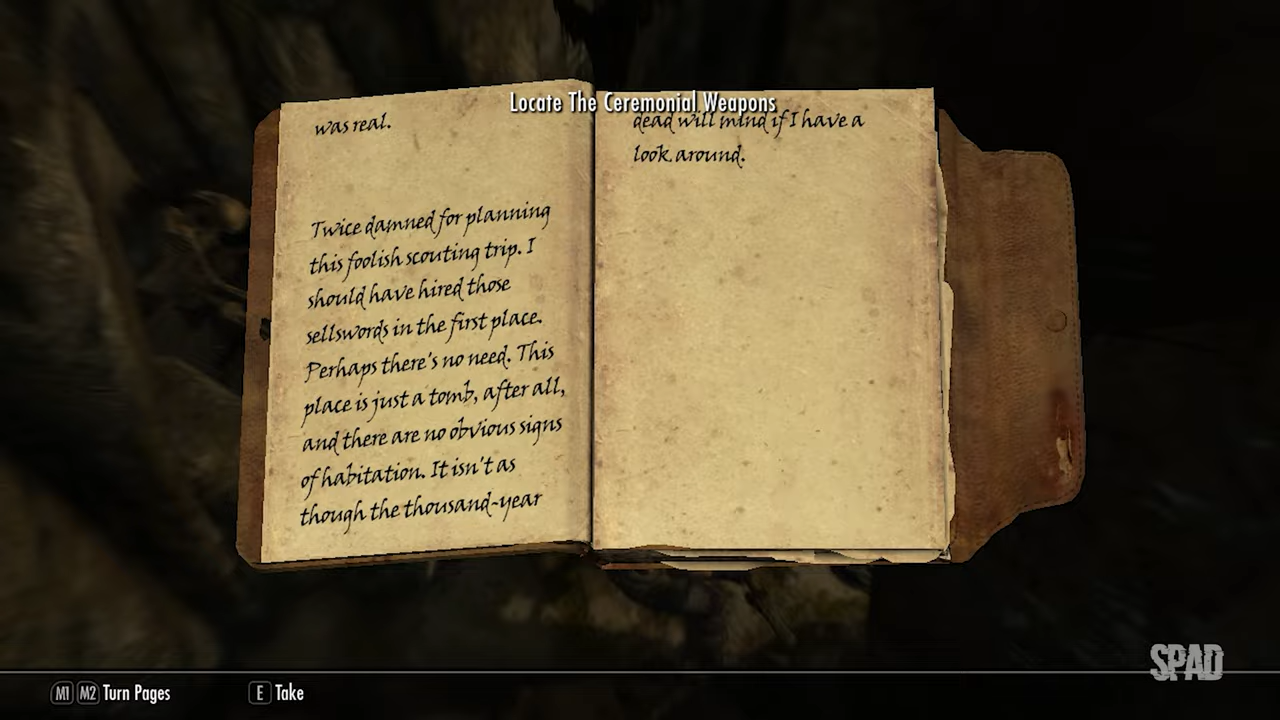 Locate The Ceremonial Weapons
was real.
Twice damned for planning
this foolish scouting trip. I
should have hired those
sellswords in the first place.
Perhaps there's no need. This
place is just a tomb, after all,
and there are no obvious signs
of habitation. It isn't as
though the thousand-year
dead will mind if I have a
look around.
SPAD
M1 M2 Turn Pages
E Take